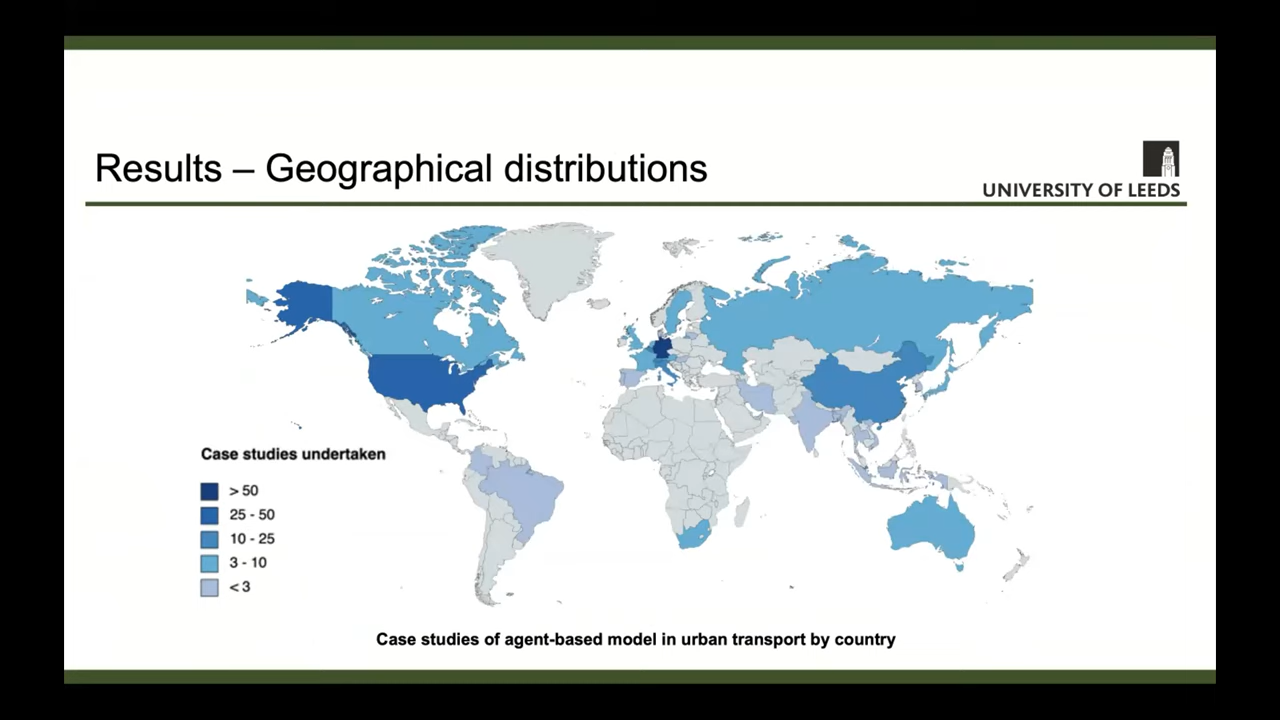 Results – Geographical distributions
UNIVERSITY OF LEEDS
Case studies undertaken
> 50
25 - 50
10 - 25
3 - 10
< 3
Case studies of agent-based model in urban transport by country